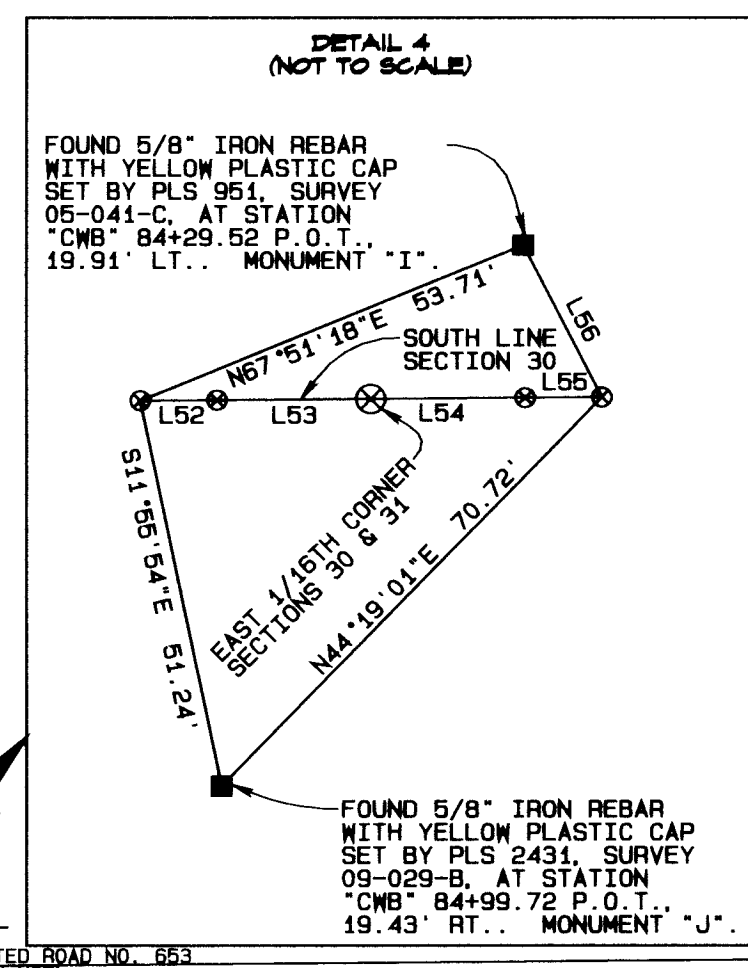 DETAIL 4
(NOT TO SCALE)
FOUND 5/8" IRON REBAR
WITH YELLOW PLASTIC CAP
SET BY PLS 951, SURVEY
05-041-C, AT STATION
"CWB" 84+29.52 P.O.T.,
19.91' LT.. MONUMENT "I".
N67°51'18"E 53.71'
L56
SOUTH LINE
SECTION 30
L55
L52
L53
L54
S11°55'54"E 51.24'
EAST 1/16TH CORNER
SECTIONS 30 & 31
N44°19'01"E 70.72'
FOUND 5/8" IRON REBAR
WITH YELLOW PLASTIC CAP
SET BY PLS 2431, SURVEY
09-029-B, AT STATION
"CWB" 84+99.72 P.O.T.,
19.43' RT.. MONUMENT "J".
TED ROAD NO. 653